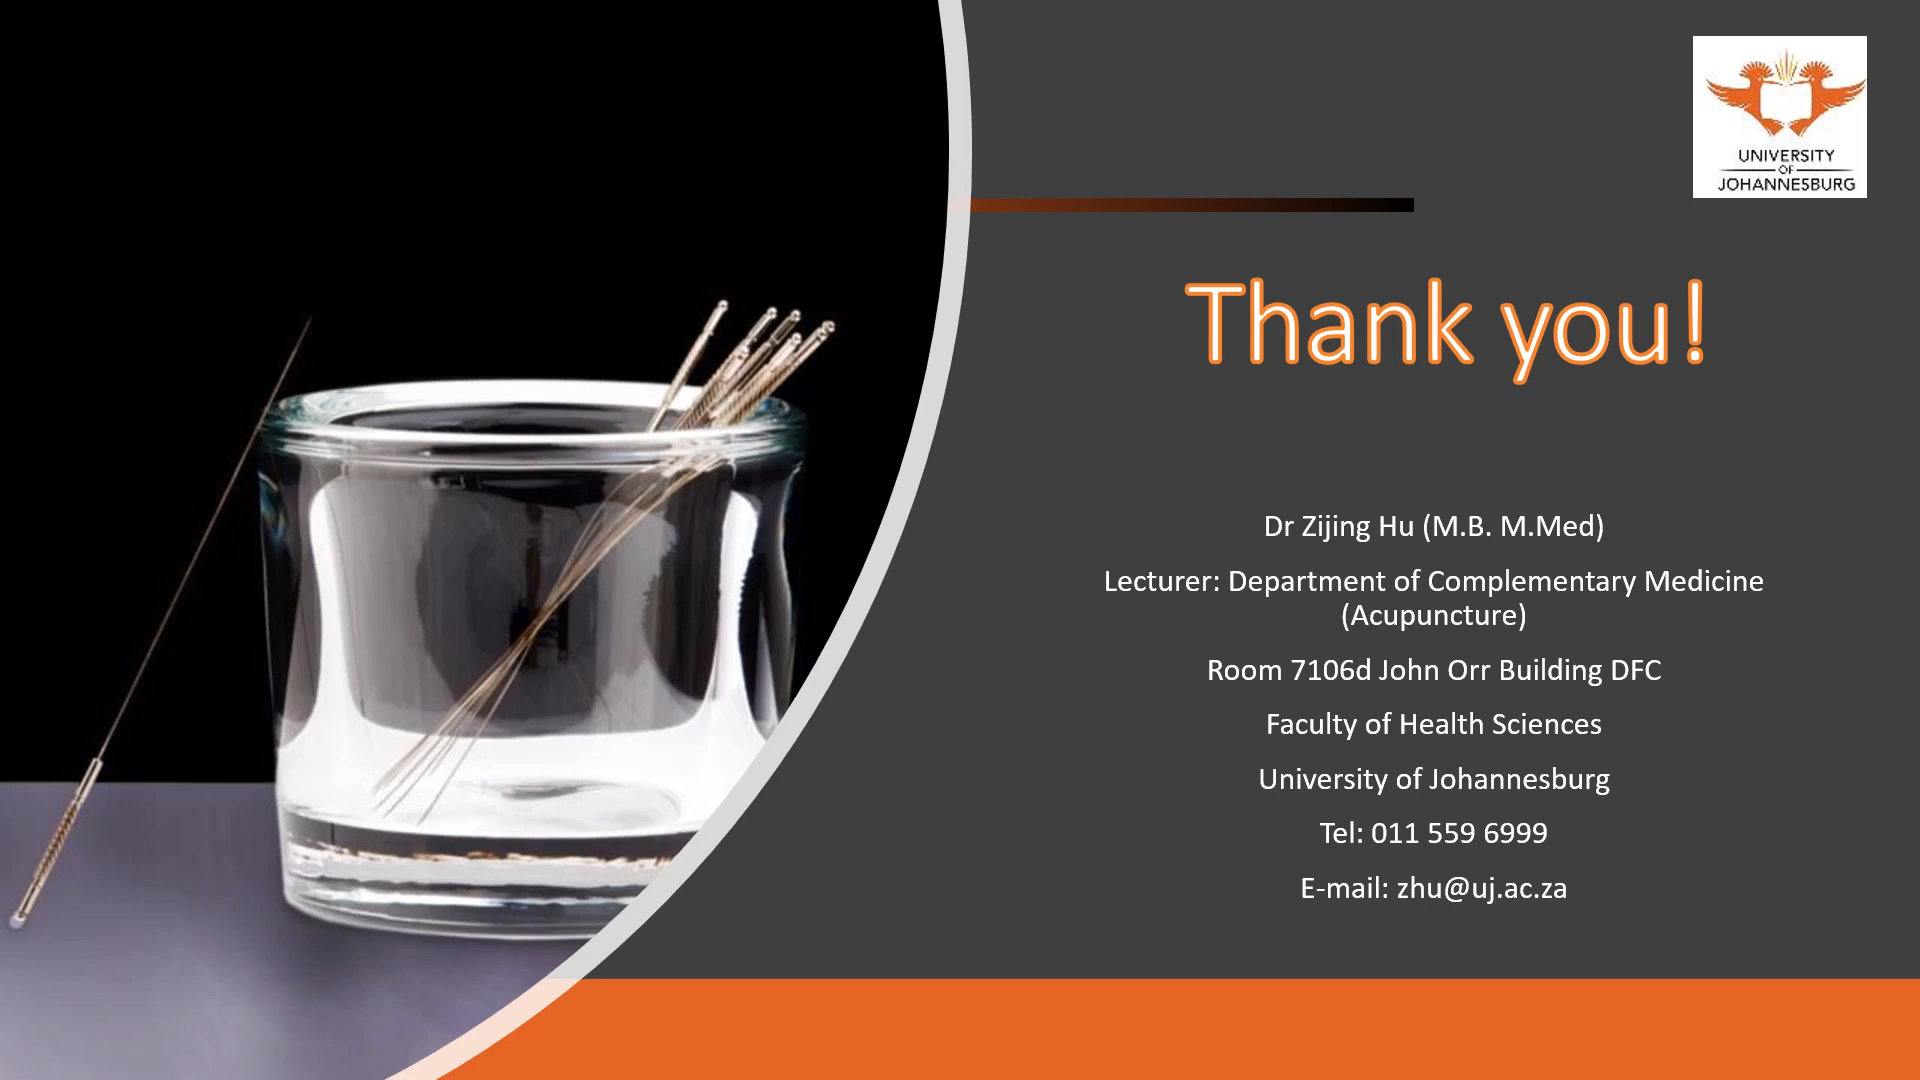 UNIVERSITY
OF
JOHANNESBURG
Thank you!
Dr Zijing Hu (M.B. M.Med)
Lecturer: Department of Complementary Medicine
(Acupuncture)
Room 7106d John Orr Building DFC
Faculty of Health Sciences
University of Johannesburg
Tel: 011 559 6999
E-mail: zhu@uj.ac.za